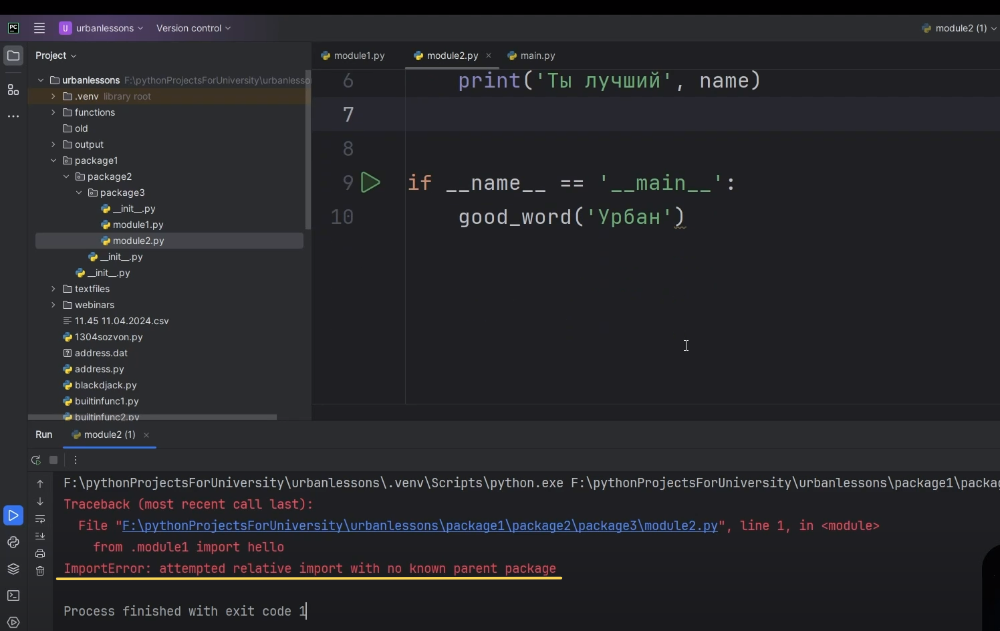 PC
U urbanlessons
Version control
module2 (1)
Project
module1.py
module2.py
main.py
urbanlessons F:\pythonProjectsForUniversity\urbanlesso
.venv library root
functions
old
output
package1
package2
package3
__init__.py
module1.py
module2.py
__init__.py
__init__.py
textfiles
webinars
11.45 11.04.2024.csv
1304sozvon.py
address.dat
address.py
blackdjack.py
builtinfunc1.py
builtinfunc2.py
6 print('Ты лучший', name)
7
8
9 if __name__ == '__main__':
10 good_word('Урбан')
Run
module2 (1)
F:\pythonProjectsForUniversity\urbanlessons\.venv\Scripts\python.exe F:\pythonProjectsForUniversity\urbanlessons\package1\packag
Traceback (most recent call last):
File "F:\pythonProjectsForUniversity\urbanlessons\package1\package2\package3\module2.py", line 1, in <module>
from .module1 import hello
ImportError: attempted relative import with no known parent package
Process finished with exit code 1